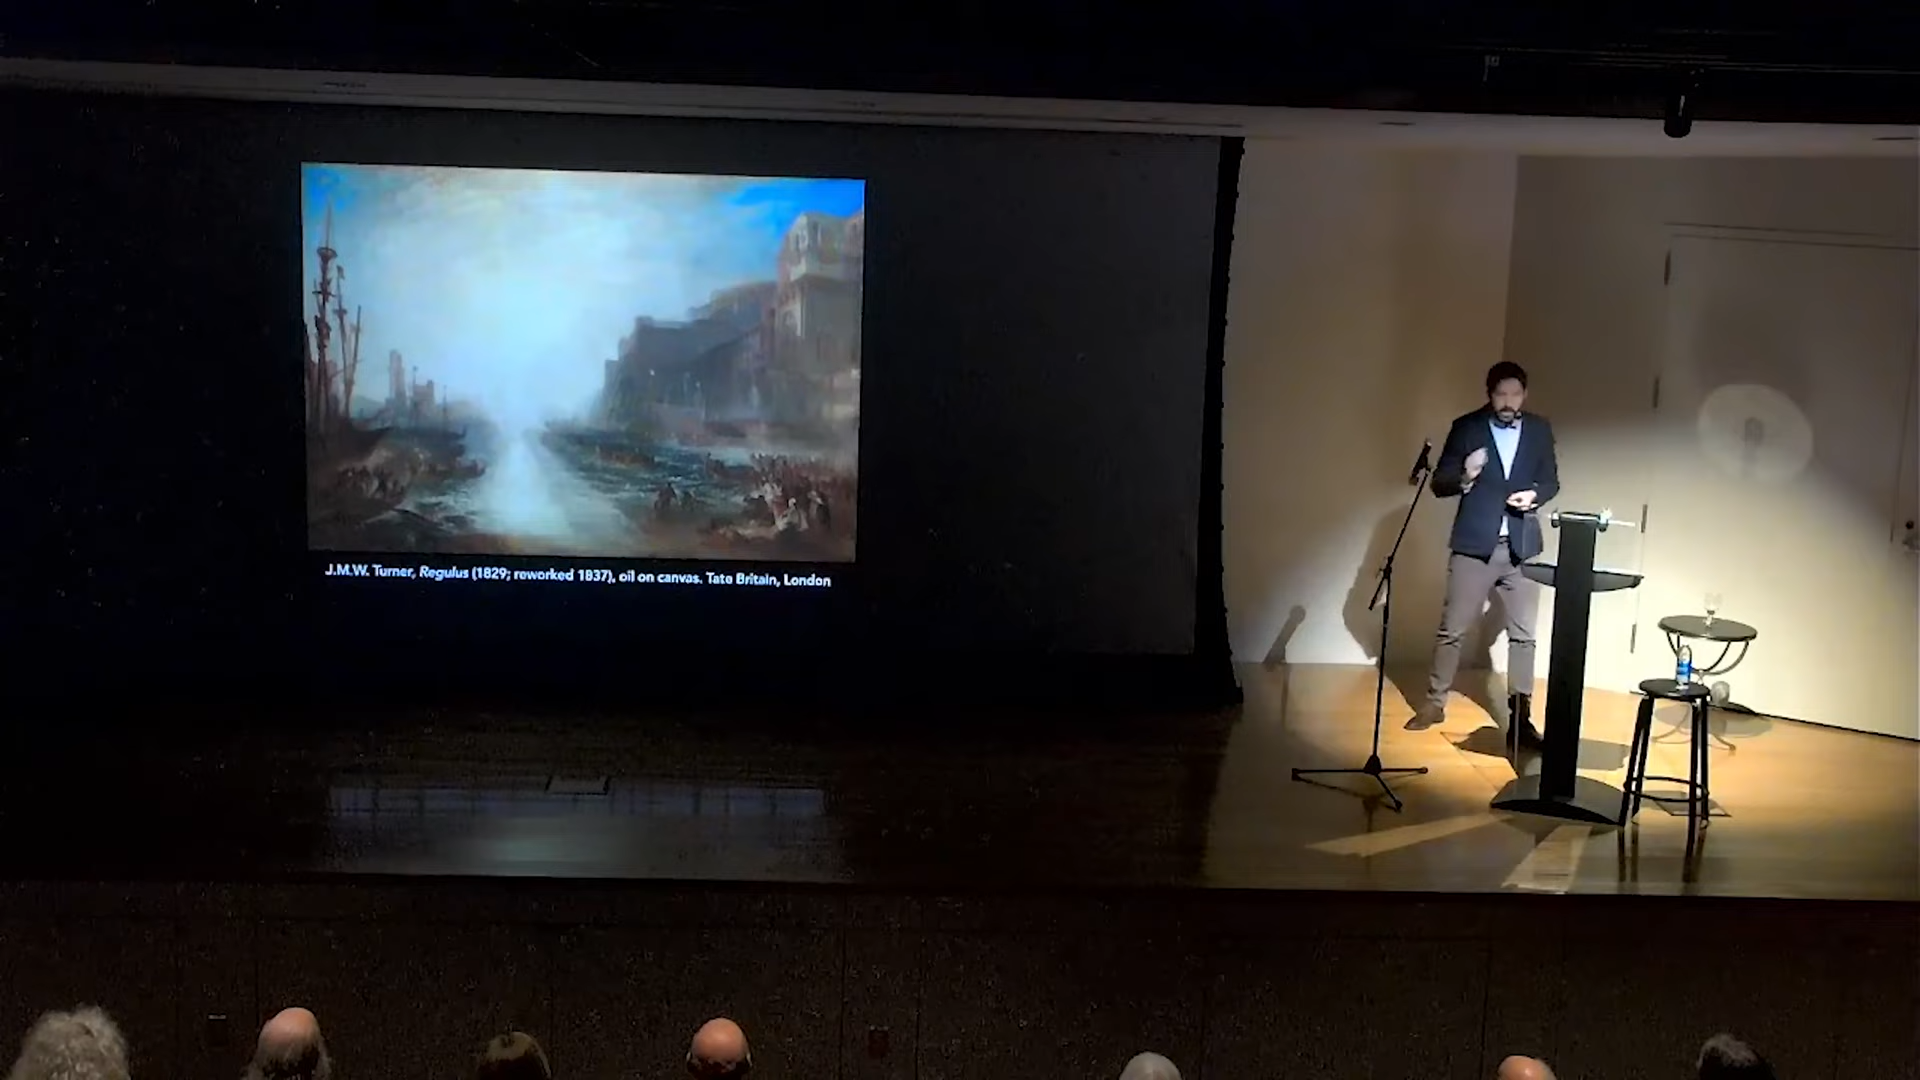 J.M.W. Turner, Regulus (1829; reworked 1837), oil on canvas. Tate Britain, London